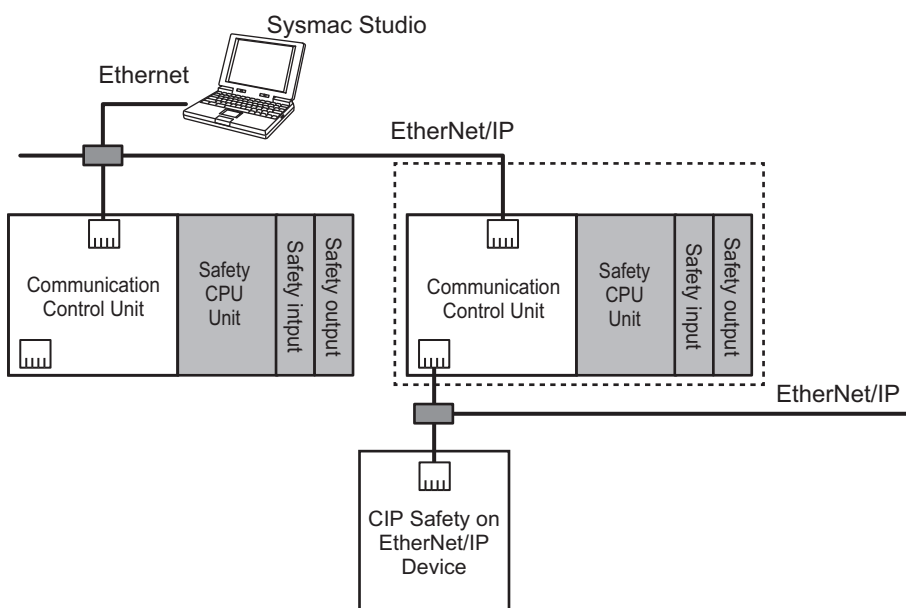 Sysmac Studio
Ethernet
EtherNet/IP
Communication
Control Unit
Safety
CPU
Unit
Safety intput
Safety output
Communication
Control Unit
Safety
CPU
Unit
Safety input
Safety output
EtherNet/IP
CIP Safety on
EtherNet/IP
Device